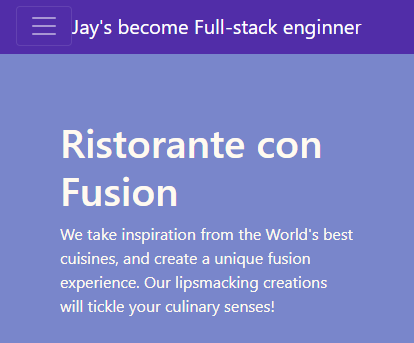 Jay's become Full-stack enginner
Ristorante con
Fusion
We take inspiration from the World's best
cuisines, and create a unique fusion
experience. Our lipsmacking creations
will tickle your culinary senses!